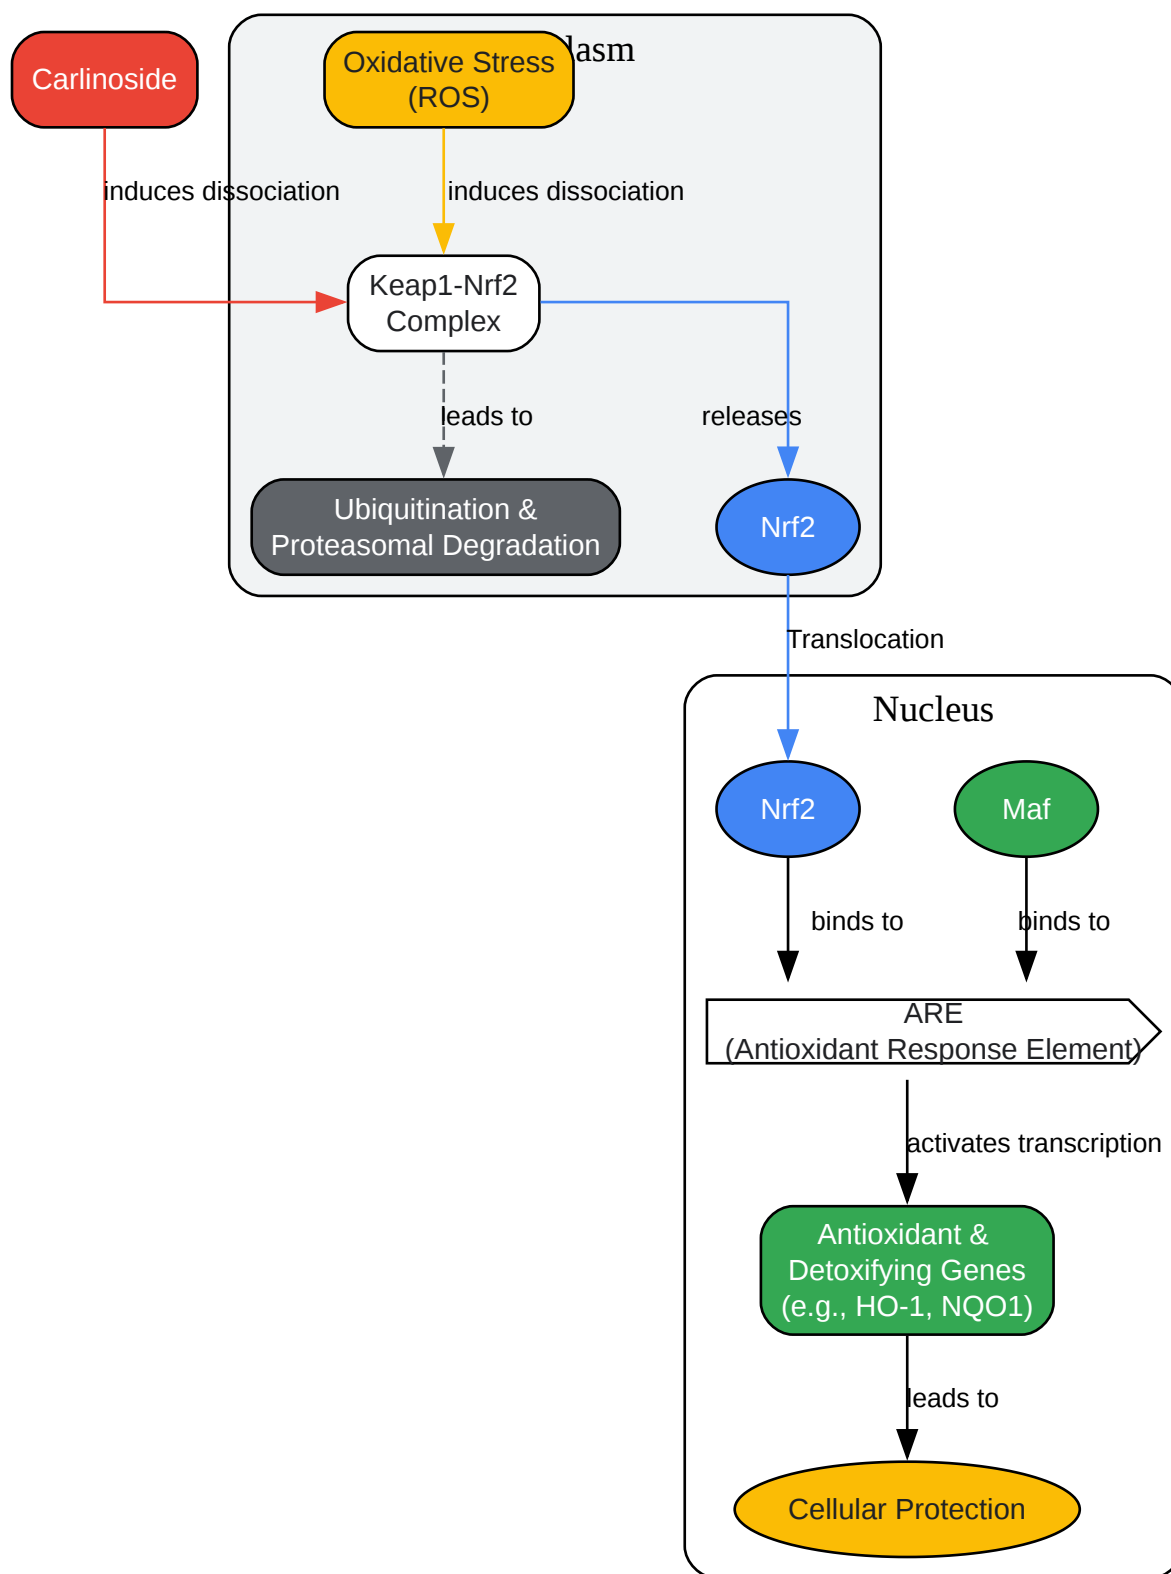 Carlinoside
Oxidative Stress
(ROS)
induces dissociation
induces dissociation
Keap1-Nrf2
Complex
leads to
releases
Ubiquitination &
Proteasomal Degradation
Nrf2
Translocation
Nucleus
Nrf2
Maf
binds to
binds to
ARE
(Antioxidant Response Element)
activates transcription
Antioxidant &
Detoxifying Genes
(e.g., HO-1, NQO1)
leads to
Cellular Protection